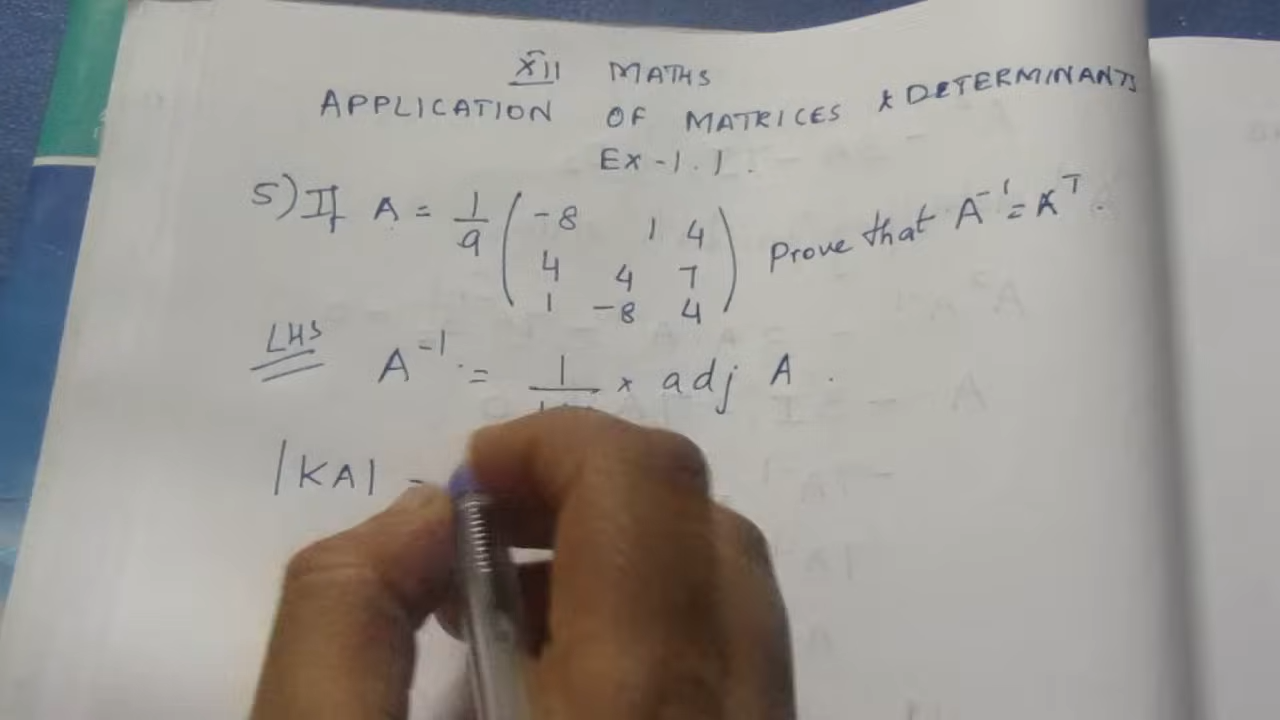 XII MATHS
APPLICATION OF MATRICES & DETERMINANTS
Ex-1.1.
5) If A = 1/9 (-8 1 4
4 4 7
1 -8 4) Prove that A⁻¹ = Aᵀ.
LHS A⁻¹ = 1/ × adj A.
|KA| =